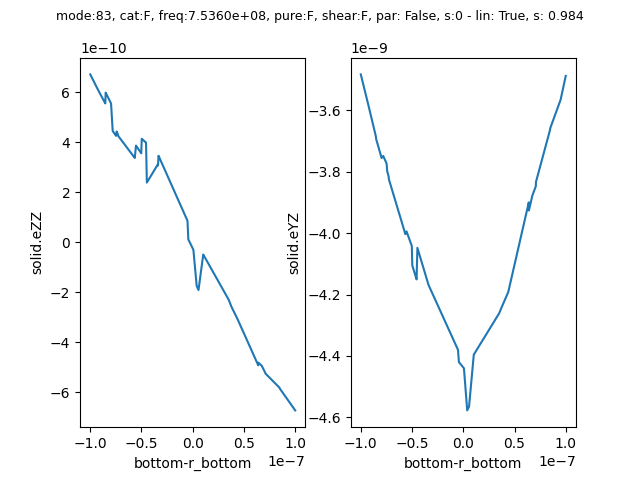 mode:83, cat:F, freq:7.5360e+08, pure:F, shear:F, par: False, s:0 - lin: True, s: 0.984
1e−10
6
4
2
0
−2
−4
−6
solid.eZZ
−1.0 −0.5 0.0 0.5 1.0
bottom-r_bottom 1e−7
1e−9
−3.6
−3.8
−4.0
−4.2
−4.4
−4.6
solid.eYZ
−1.0 −0.5 0.0 0.5 1.0
bottom-r_bottom 1e−7